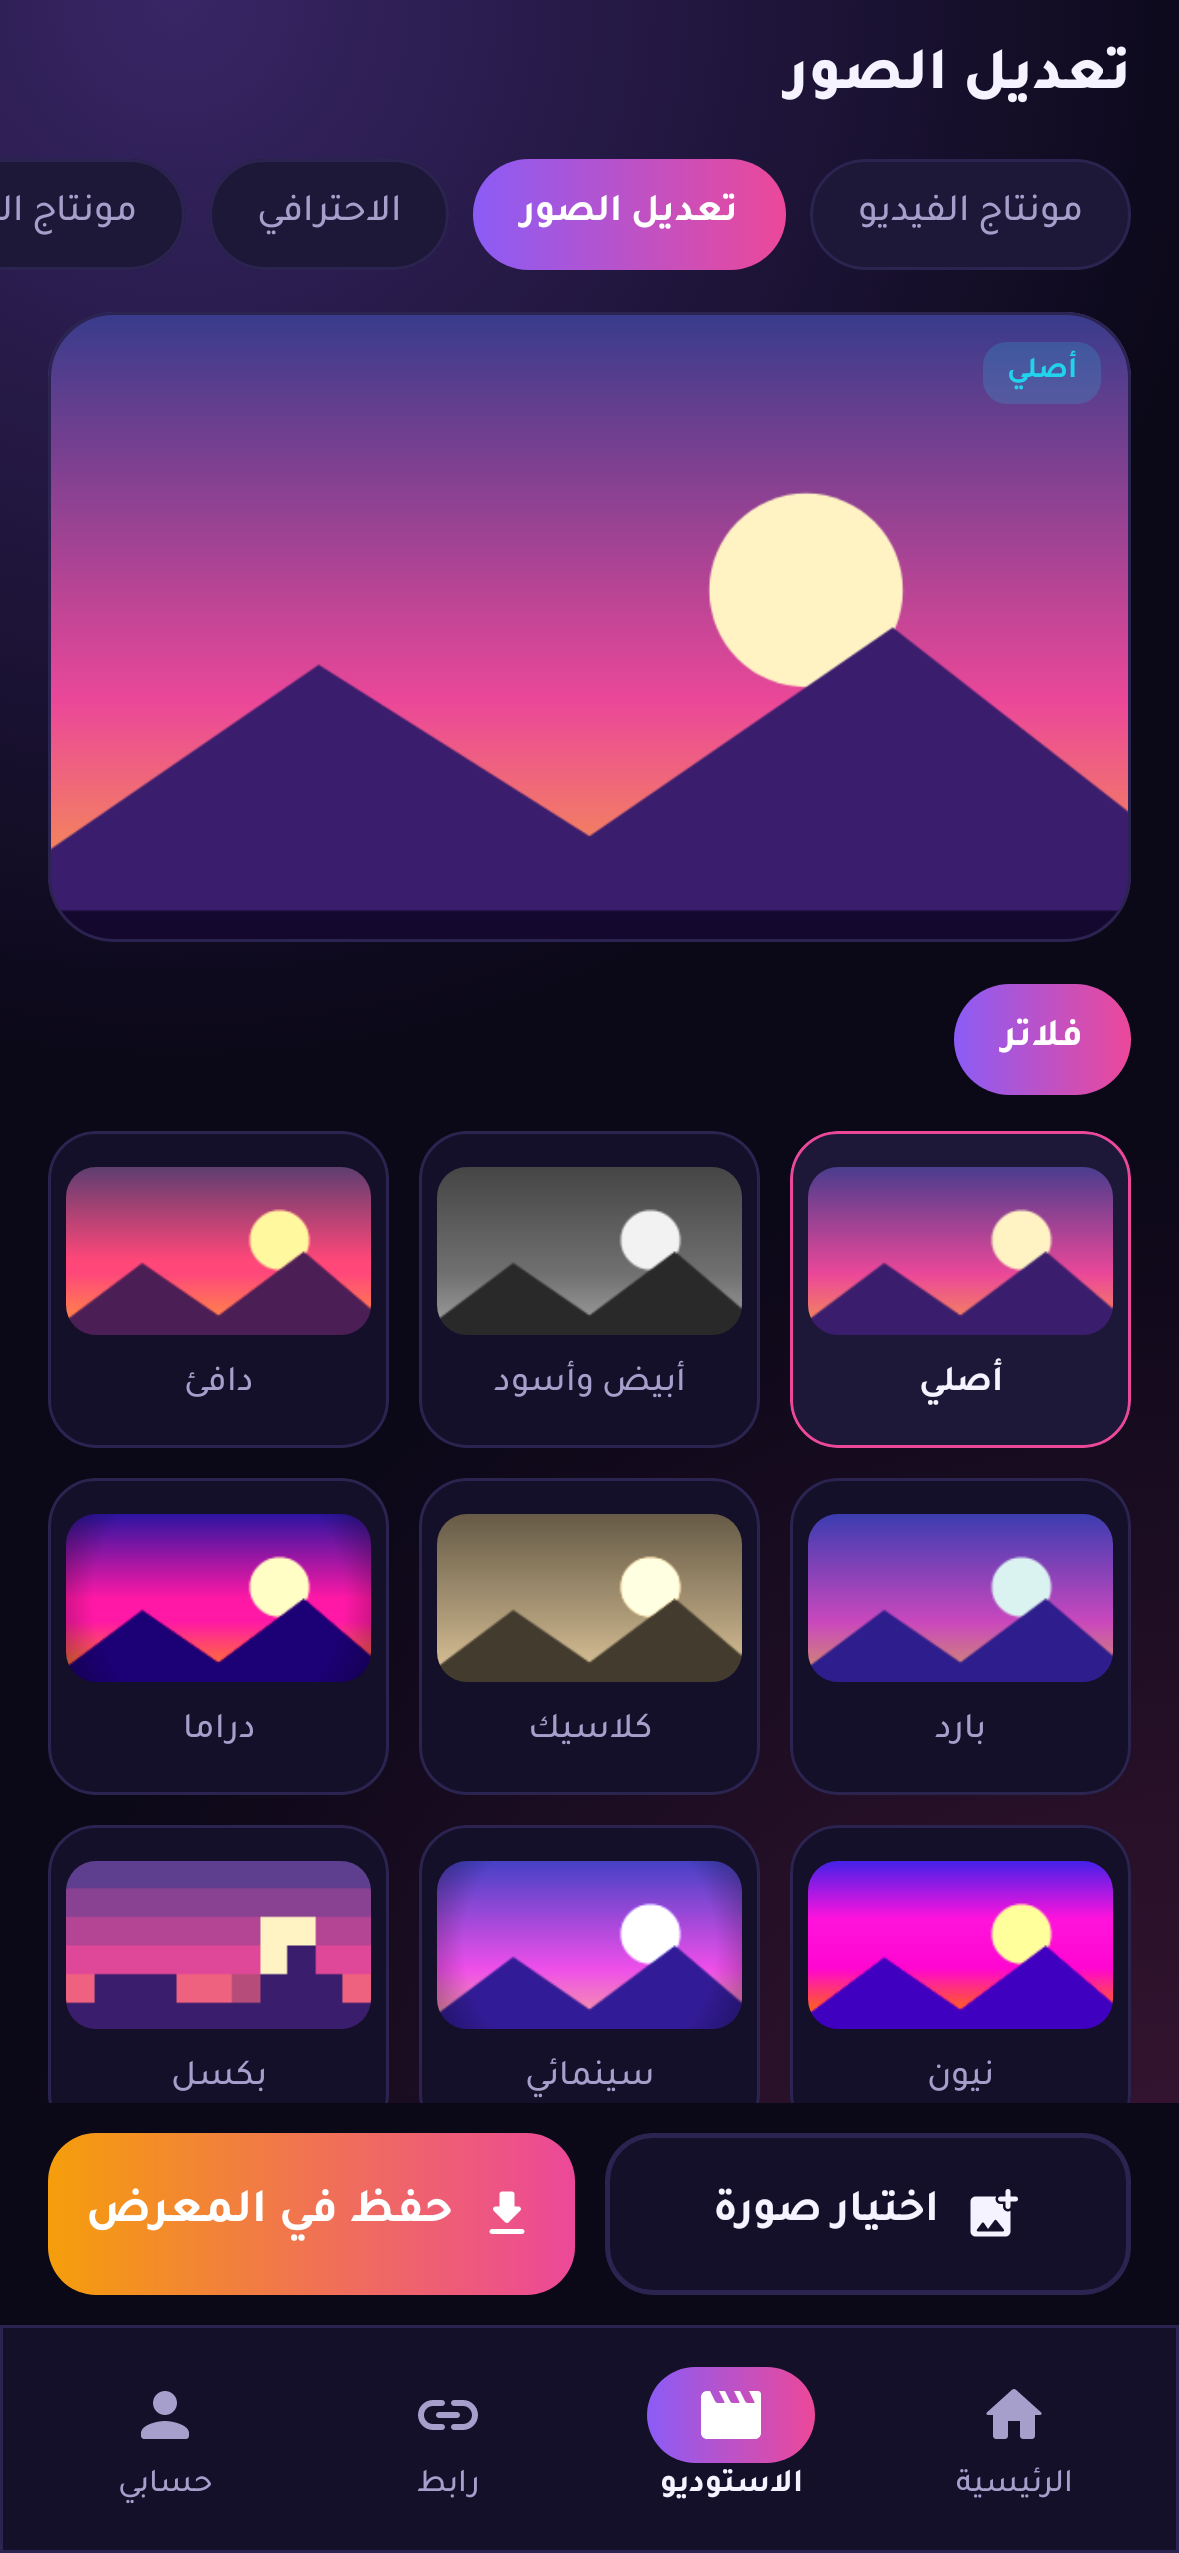 تعديل الصور
مونتاج الفيديو
تعديل الصور
الاحترافي
مونتاج
أصلي
فلاتر
أصلي
أبيض وأسود
دافئ
بارد
كلاسيك
دراما
نيون
سينمائي
بكسل
اختيار صورة
حفظ في المعرض
الرئيسية
الاستوديو
رابط
حسابي